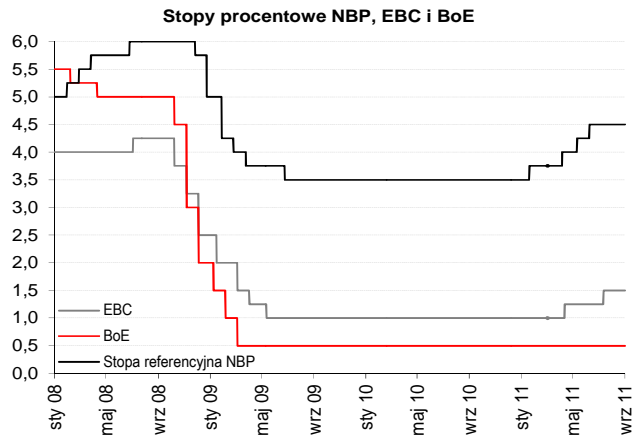 Stopy procentowe NBP, EBC i BoE
6,0
5,5
5,0
4,5
4,0
3,5
3,0
2,5
2,0
1,5
1,0
0,5
0,0
EBC
BoE
Stopa referencyjna NBP
sty 08
maj 08
wrz 08
sty 09
maj 09
wrz 09
sty 10
maj 10
wrz 10
sty 11
maj 11
wrz 11